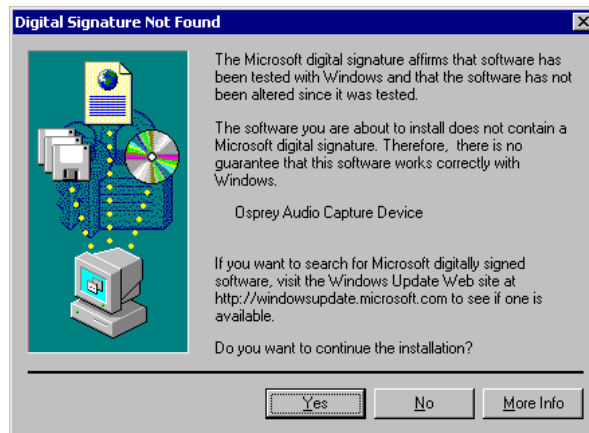 Digital Signature Not Found
The Microsoft digital signature affirms that software has
been tested with Windows and that the software has not
been altered since it was tested.
The software you are about to install does not contain a
Microsoft digital signature. Therefore,  there is no
guarantee that this software works correctly with
Windows.
Osprey Audio Capture Device
If you want to search for Microsoft digitally signed
software, visit the Windows Update Web site at
http://windowsupdate.microsoft.com to see if one is
available.
Do you want to continue the installation?
Yes No More Info